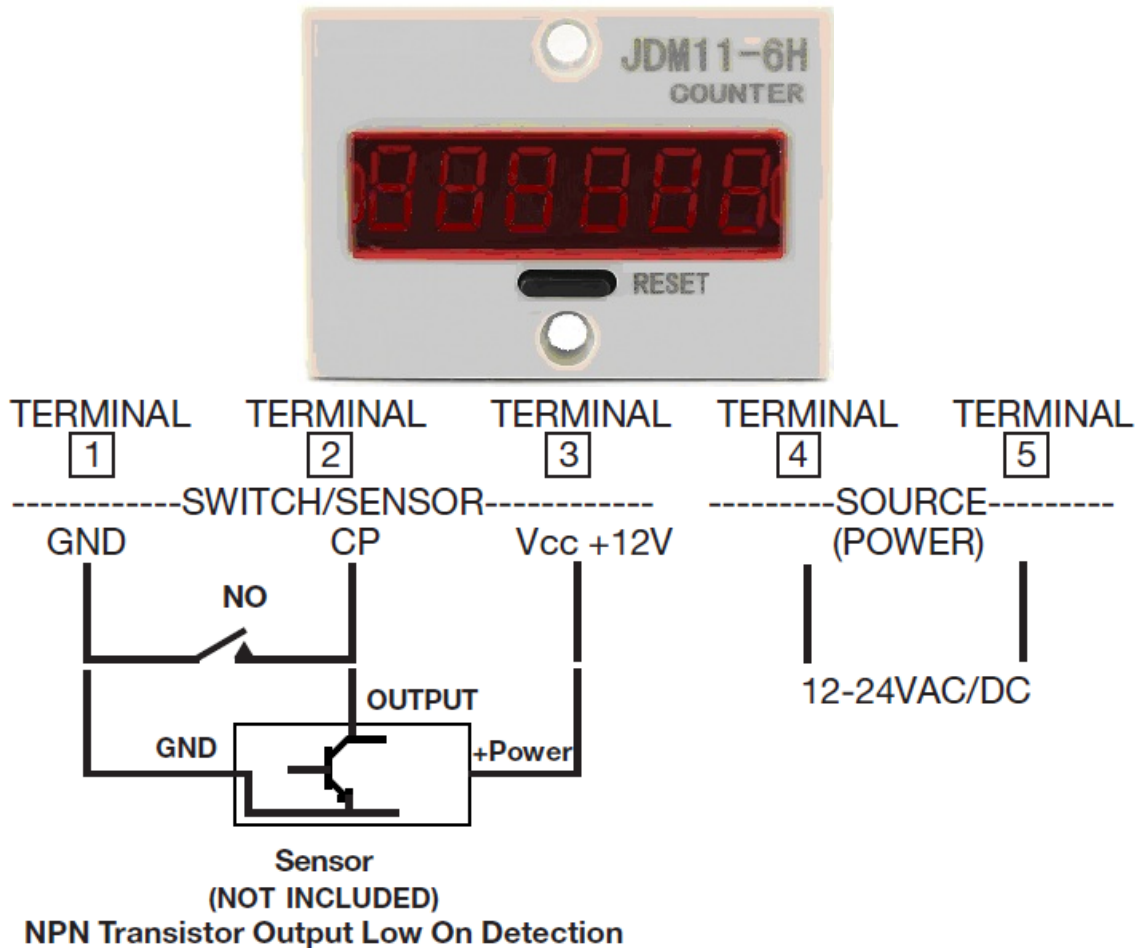 JDM11-6H
COUNTER
RESET
TERMINAL TERMINAL TERMINAL TERMINAL TERMINAL
1 2 3 4 5
------------SWITCH/SENSOR------------ ---------SOURCE---------
GND CP Vcc +12V (POWER)
NO
12-24VAC/DC
OUTPUT
GND +Power
Sensor
(NOT INCLUDED)
NPN Transistor Output Low On Detection